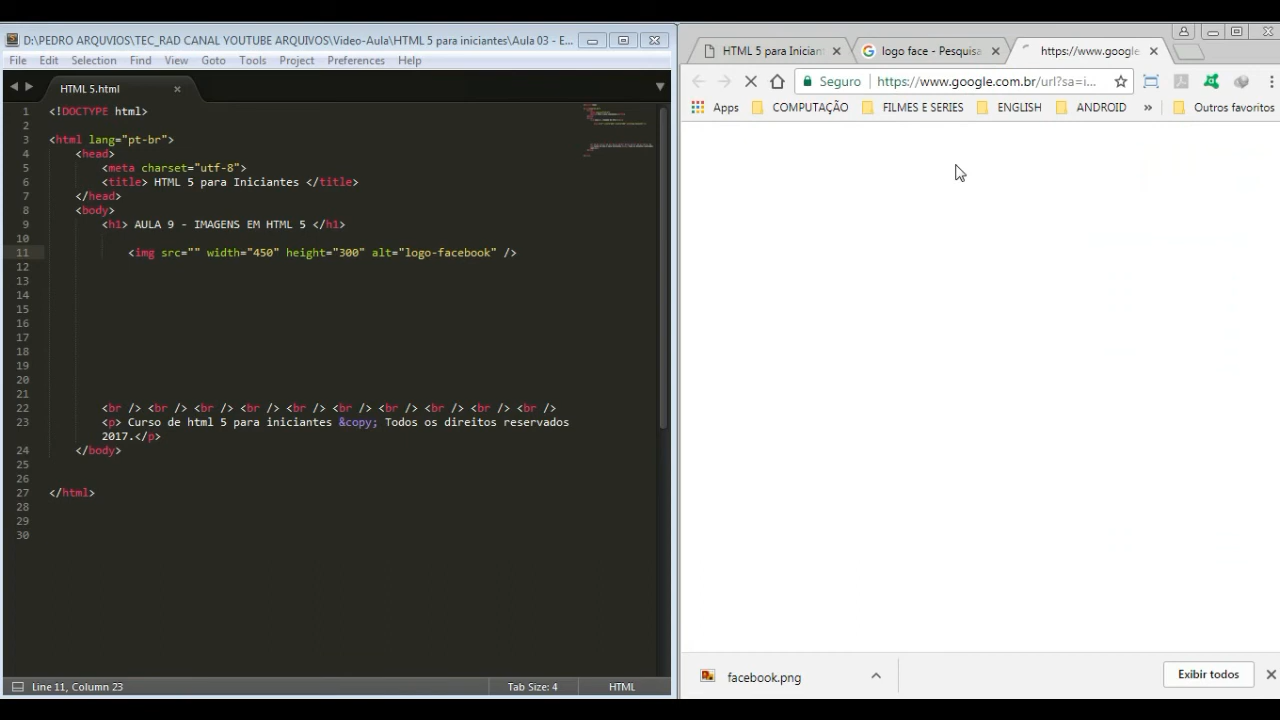 D:\PEDRO ARQUVIOS\TEC_RAD CANAL YOUTUBE ARQUIVOS\Video-Aula\HTML 5 para iniciantes\Aula 03 - E...
File Edit Selection Find View Goto Tools Project Preferences Help
HTML 5.html
1 <!DOCTYPE html>
2
3 <html lang="pt-br">
4 <head>
5 <meta charset="utf-8">
6 <title> HTML 5 para Iniciantes </title>
7 </head>
8 <body>
9 <h1> AULA 9 - IMAGENS EM HTML 5 </h1>
10
11 <img src="" width="450" height="300" alt="logo-facebook" />
12
13
14
15
16
17
18
19
20
21
22 <br /> <br /> <br /> <br /> <br /> <br /> <br /> <br /> <br /> <br />
23 <p> Curso de html 5 para iniciantes &copy; Todos os direitos reservados
2017.</p>
24 </body>
25
26
27 </html>
28
29
30
Line 11, Column 23 Tab Size: 4 HTML
HTML 5 para Inician logo face - Pesquisa https://www.google
Seguro https://www.google.com.br/url?sa=i...
Apps COMPUTAÇÃO FILMES E SERIES ENGLISH ANDROID » Outros favoritos
facebook.png Exibir todos